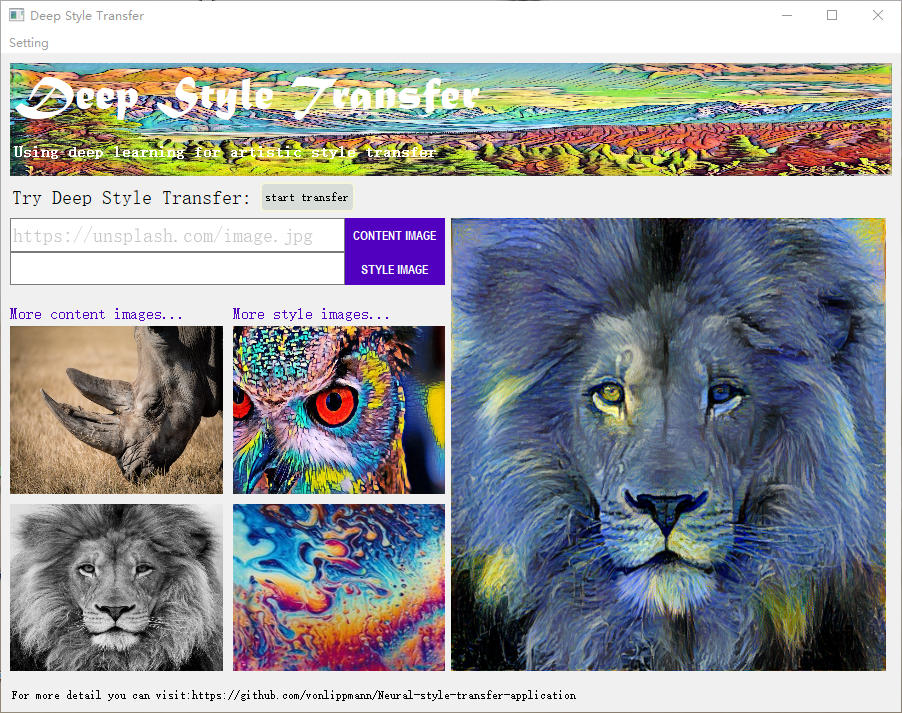 Deep Style Transfer
Setting
Deep Style Transfer
Using deep learning for artistic style transfer
Try Deep Style Transfer: start transfer
https://unsplash.com/image.jpg CONTENT IMAGE
STYLE IMAGE
More content images... More style images...
For more detail you can visit:https://github.com/vonlippmann/Neural-style-transfer-application